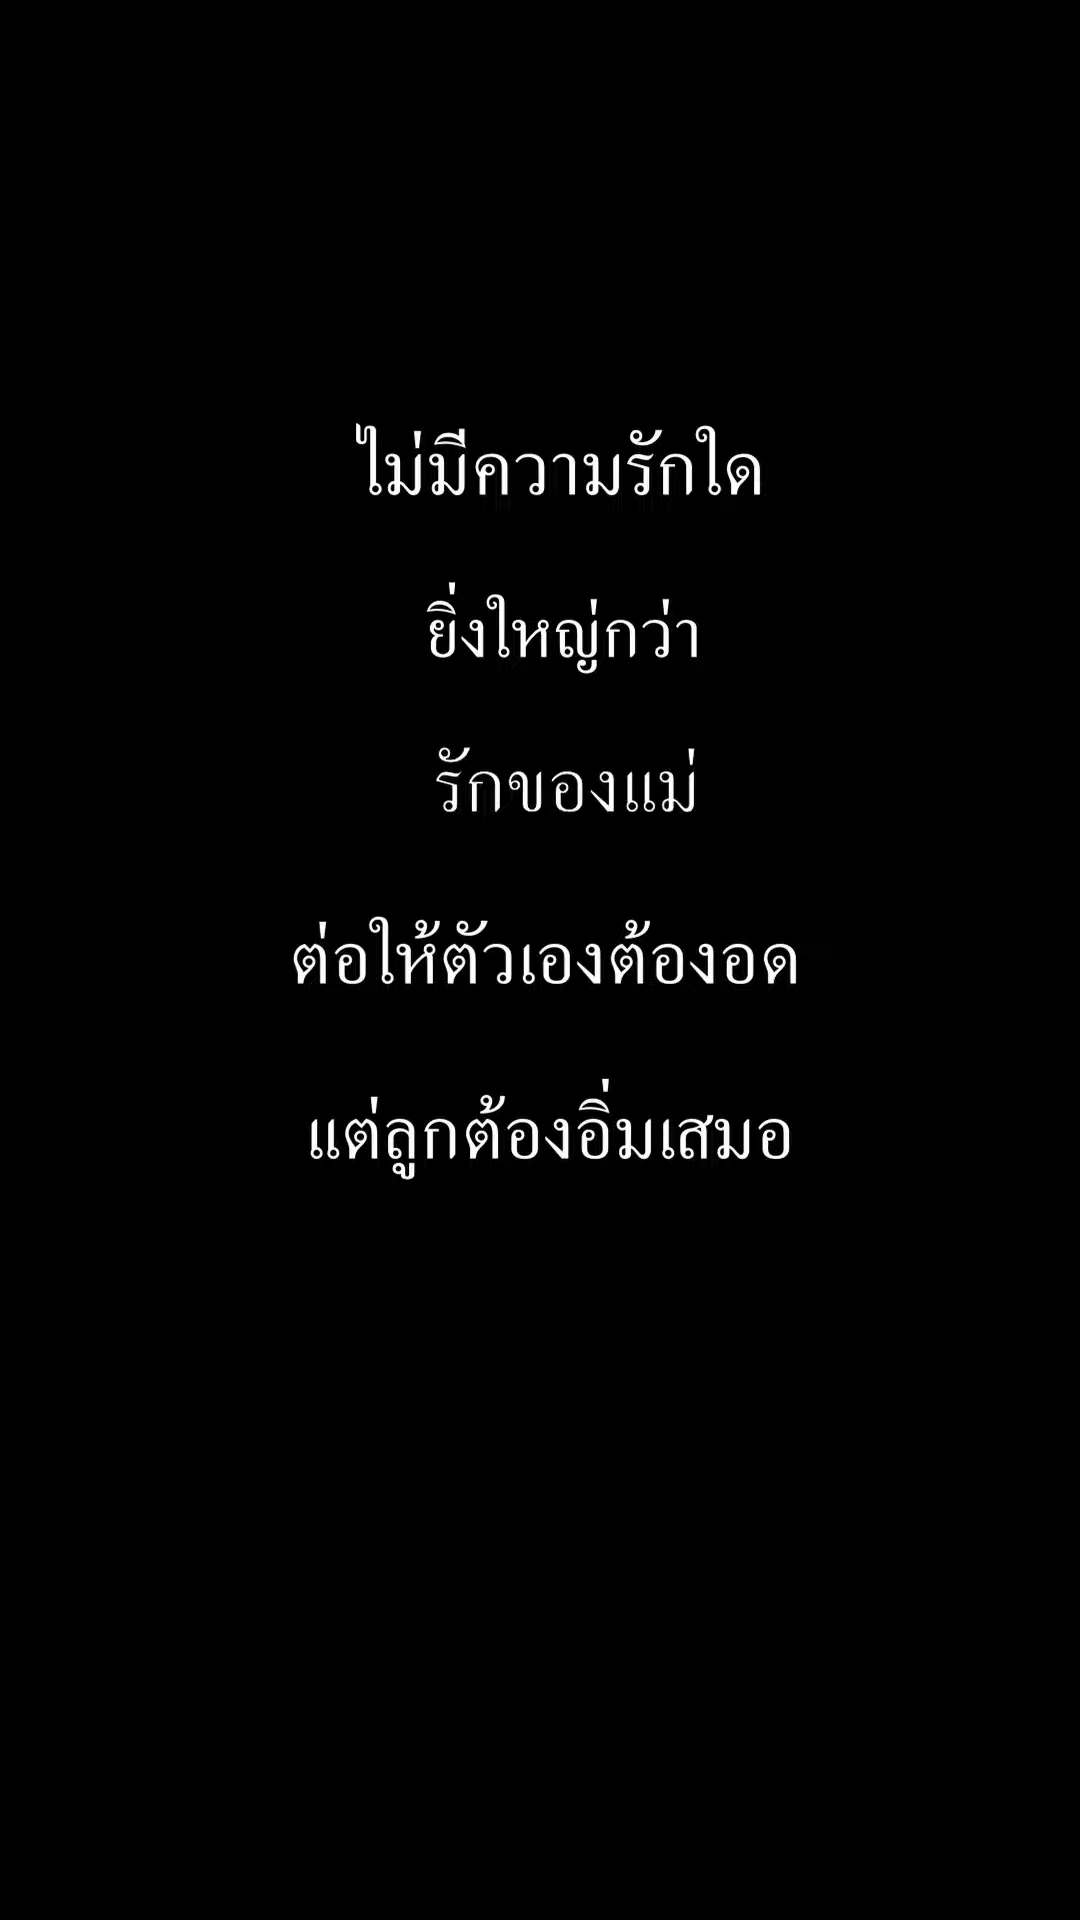 ไม่มีความรักใด
ยิ่งใหญ่กว่า
รักของแม่
ต่อให้ตัวเองต้องอด
แต่ลูกต้องอิ่มเสมอ